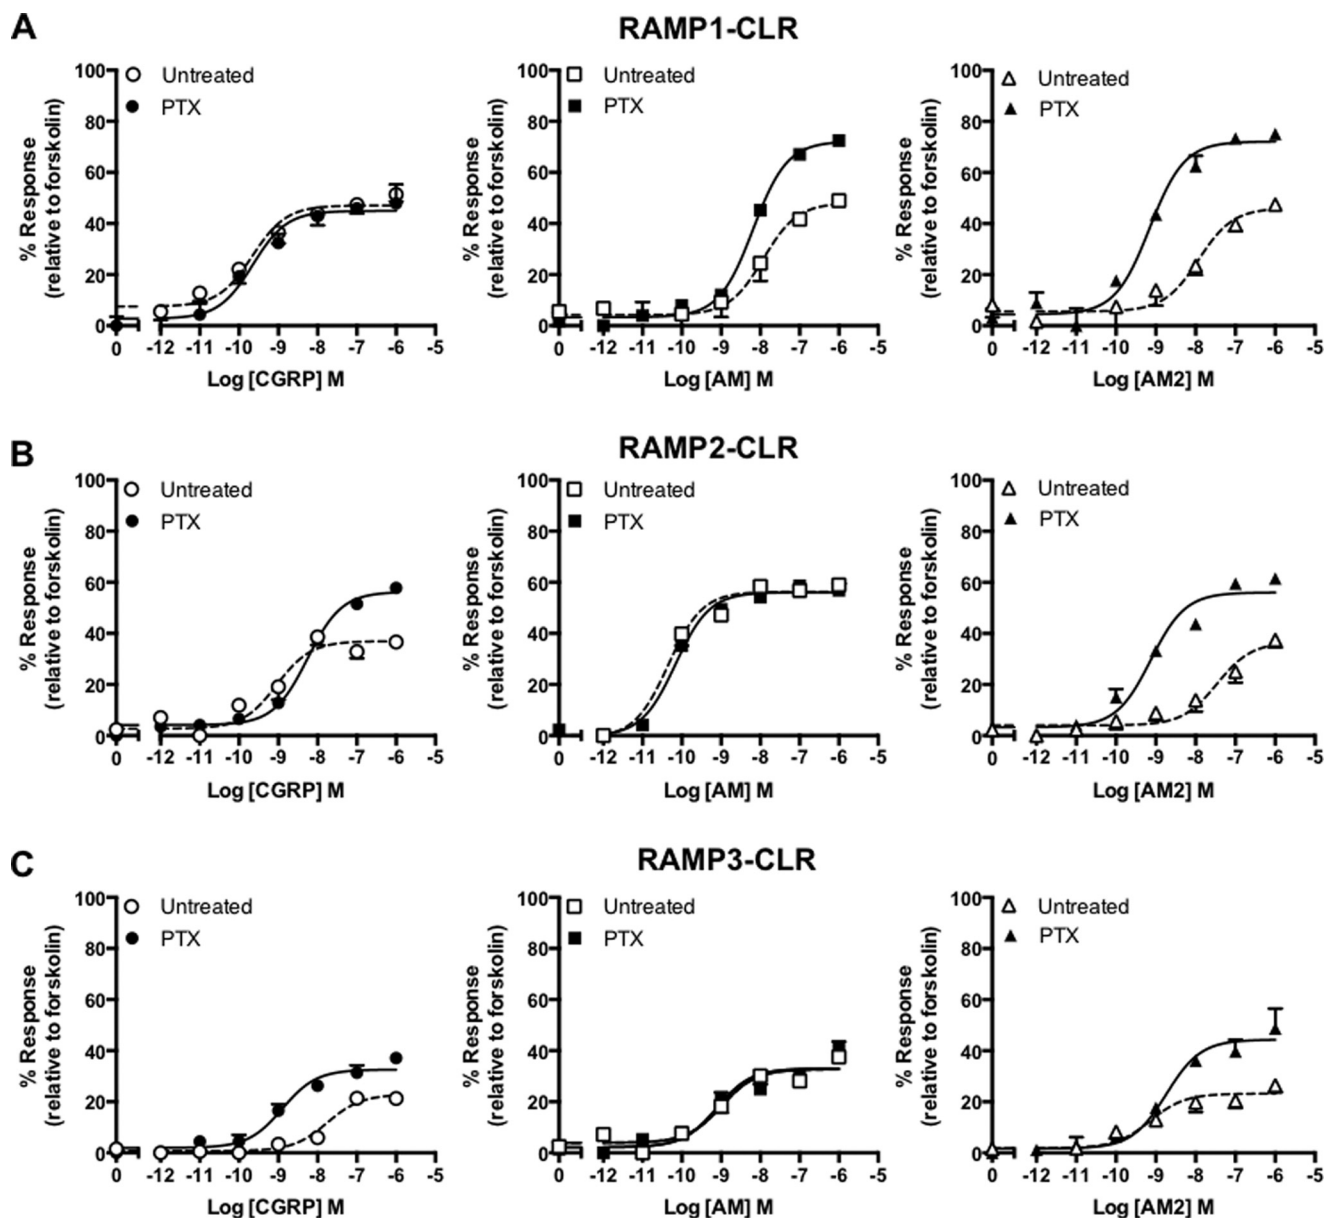 A
RAMP1-CLR
Untreated
PTX
% Response
(relative to forskolin)
100
80
60
40
20
0
0 -12 -11 -10 -9 -8 -7 -6 -5
Log [CGRP] M
Untreated
PTX
% Response
(relative to forskolin)
100
80
60
40
20
0
0 -12 -11 -10 -9 -8 -7 -6 -5
Log [AM] M
Untreated
PTX
% Response
(relative to forskolin)
100
80
60
40
20
0
0 -12 -11 -10 -9 -8 -7 -6 -5
Log [AM2] M
B
RAMP2-CLR
Untreated
PTX
% Response
(relative to forskolin)
100
80
60
40
20
0
0 -12 -11 -10 -9 -8 -7 -6 -5
Log [CGRP] M
Untreated
PTX
% Response
(relative to forskolin)
100
80
60
40
20
0
0 -12 -11 -10 -9 -8 -7 -6 -5
Log [AM] M
Untreated
PTX
% Response
(relative to forskolin)
100
80
60
40
20
0
0 -12 -11 -10 -9 -8 -7 -6 -5
Log [AM2] M
C
RAMP3-CLR
Untreated
PTX
% Response
(relative to forskolin)
100
80
60
40
20
0
0 -12 -11 -10 -9 -8 -7 -6 -5
Log [CGRP] M
Untreated
PTX
% Response
(relative to forskolin)
100
80
60
40
20
0
0 -12 -11 -10 -9 -8 -7 -6 -5
Log [AM] M
Untreated
PTX
% Response
(relative to forskolin)
100
80
60
40
20
0
0 -12 -11 -10 -9 -8 -7 -6 -5
Log [AM2] M